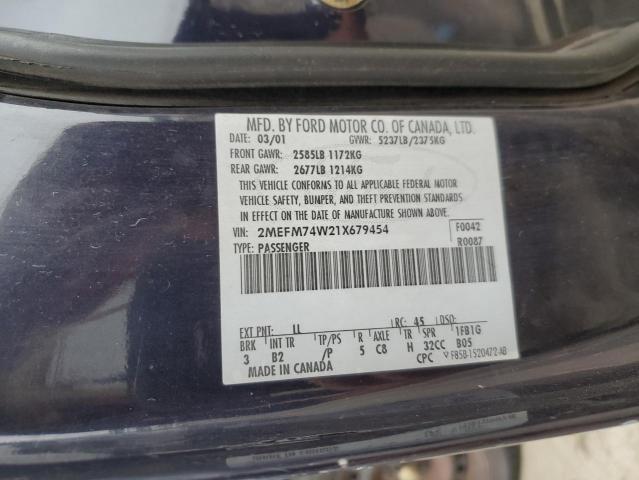 MFD. BY FORD MOTOR CO. OF CANADA, LTD.
DATE: 03/01 GVWR: 5237LB/2375KG
FRONT GAWR: 2585LB 1172KG
REAR GAWR: 2677LB 1214KG
THIS VEHICLE CONFORMS TO ALL APPLICABLE FEDERAL MOTOR
VEHICLE SAFETY, BUMPER, AND THEFT PREVENTION STANDARDS
IN EFFECT ON THE DATE OF MANUFACTURE SHOWN ABOVE.
VIN: 2MEFM74W21X679454 F0042
TYPE: PASSENGER R0087
EXT PNT: LL RC: 45 DSO:
BRK INT TR TP/PS R AXLE TR SPR 1FB1G
3 B2 /P 5 C8 H 32CC B05
MADE IN CANADA CPC F85B-1520472-AB